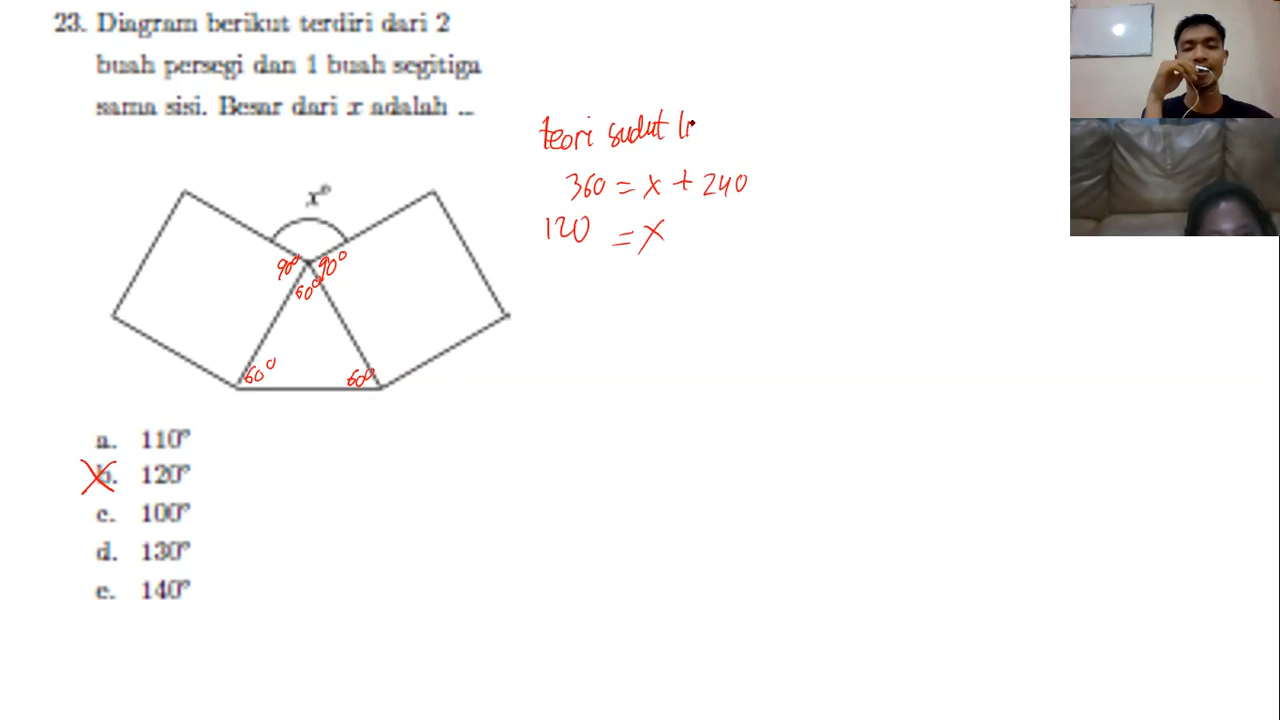 23. Diagram berikut terdiri dari 2
buah persegi dan 1 buah segitiga
sama sisi. Besar dari x adalah ...
teori sudut
360 = x + 240
120 = x
x°
90° 90°
60°
60° 60°
a. 110°
b. 120°
c. 100°
d. 130°
e. 140°